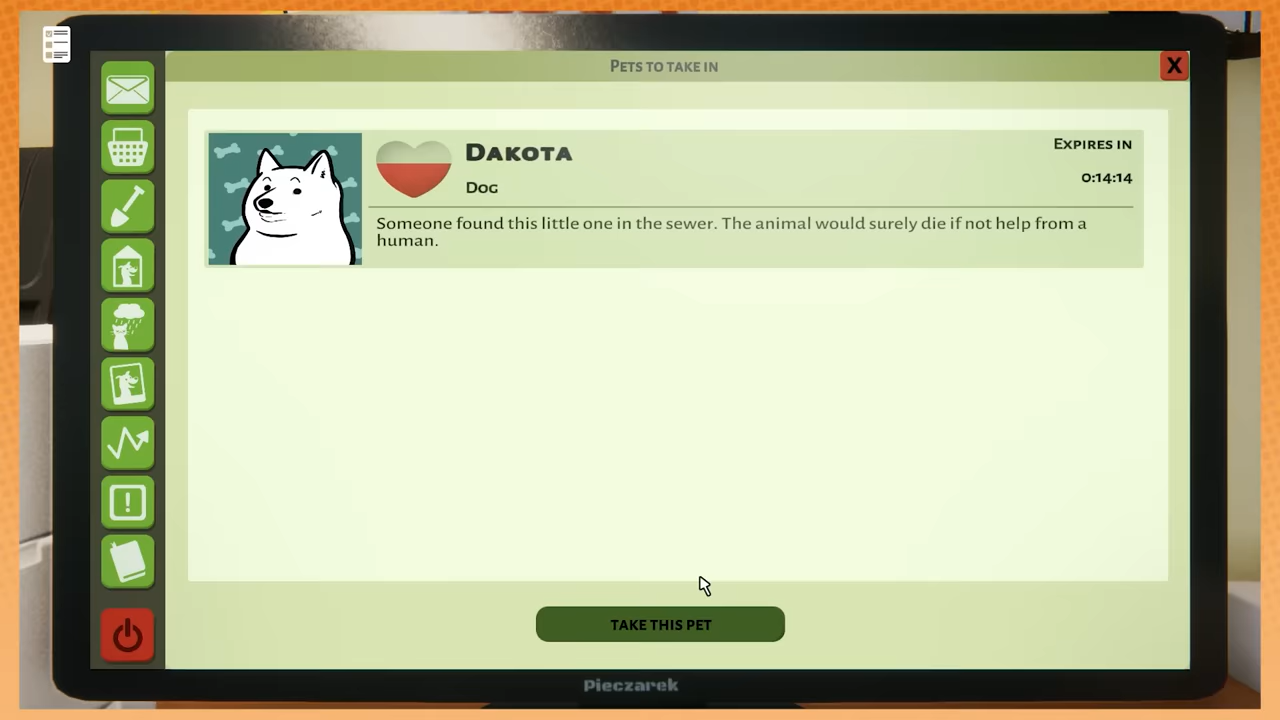 PETS TO TAKE IN
X
DAKOTA
DOG
EXPIRES IN
0:14:14
Someone found this little one in the sewer. The animal would surely die if not help from a
human.
TAKE THIS PET
Pieczarek